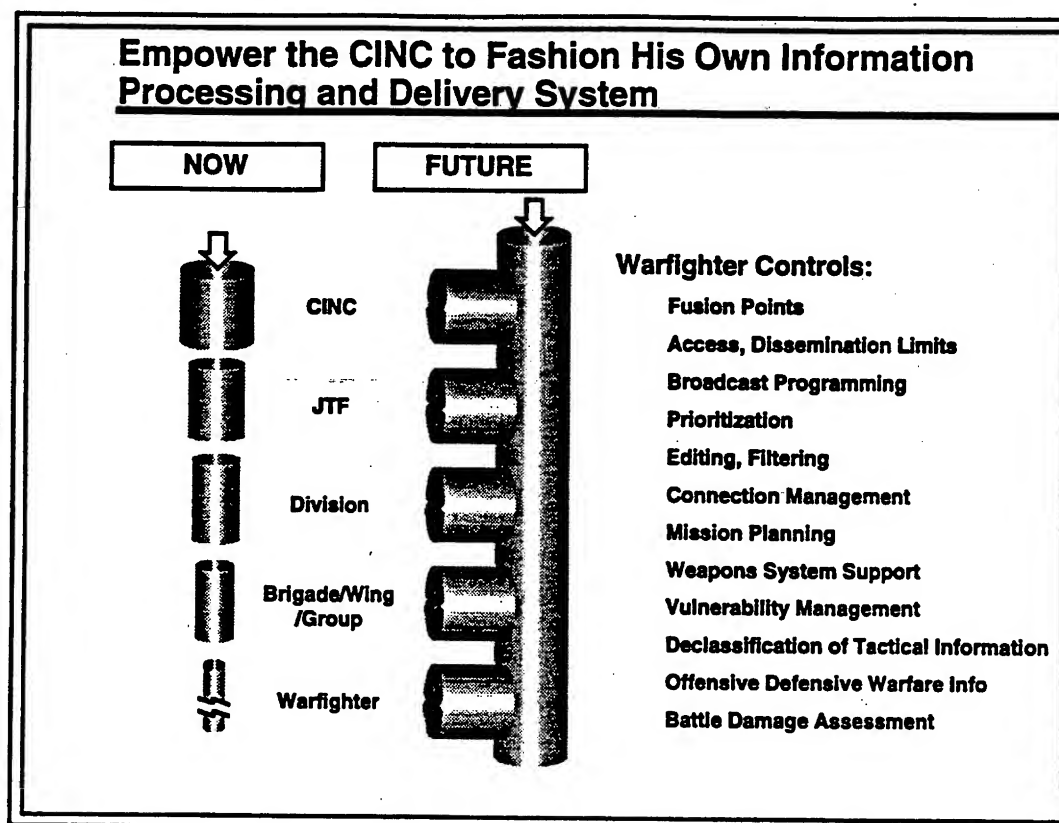 Empower the CINC to Fashion His Own Information
Processing and Delivery System
NOW
FUTURE
CINC
JTF
Division
Brigade/Wing
/Group
Warfighter
Warfighter Controls:
Fusion Points
Access, Dissemination Limits
Broadcast Programming
Prioritization
Editing, Filtering
Connection Management
Mission Planning
Weapons System Support
Vulnerability Management
Declassification of Tactical Information
Offensive Defensive Warfare Info
Battle Damage Assessment